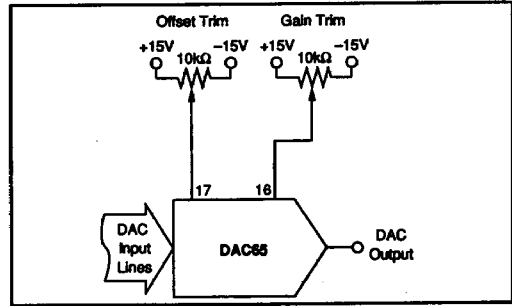 Offset Trim
Gain Trim
+15V
–15V
+15V
–15V
10kΩ
10kΩ
17
16
DAC
Input
Lines
DAC65
DAC
Output